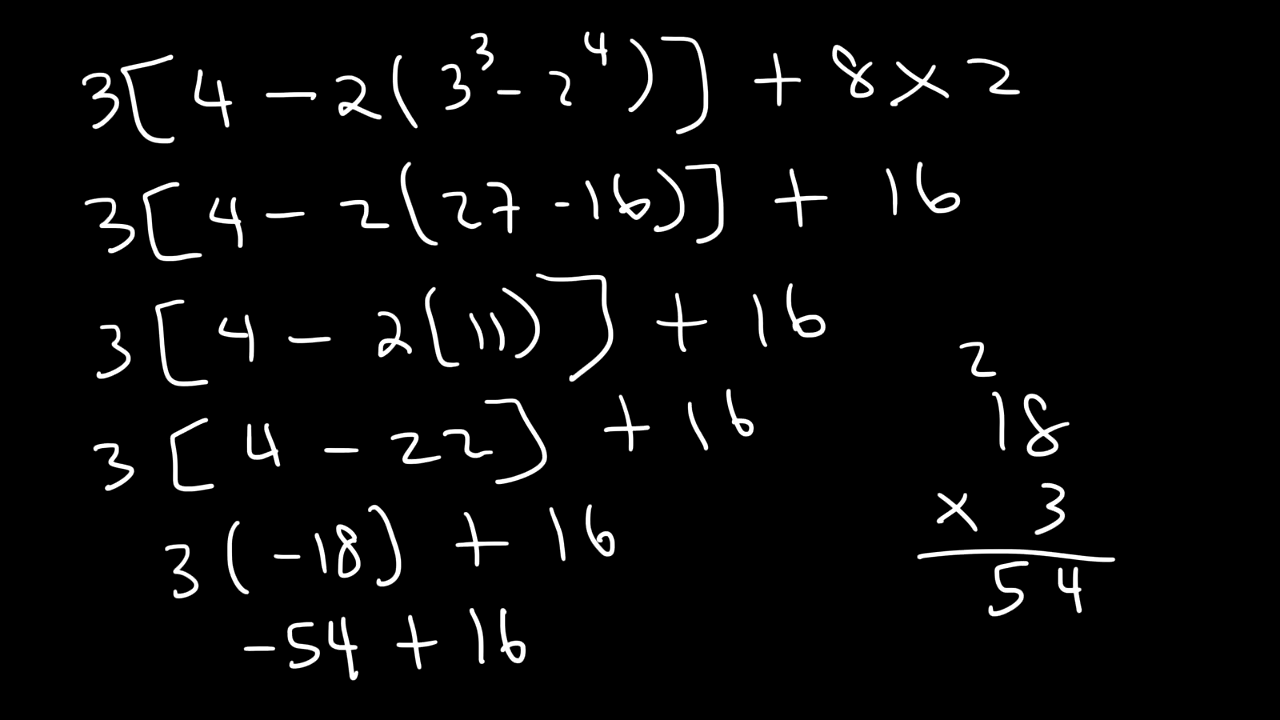 3[4 - 2(3³ - 2⁴)] + 8 × 2
3[4 - 2(27 - 16)] + 16
3[4 - 2(11)] + 16
3[4 - 22] + 16
3(-18) + 16
-54 + 16
2
18
× 3
54